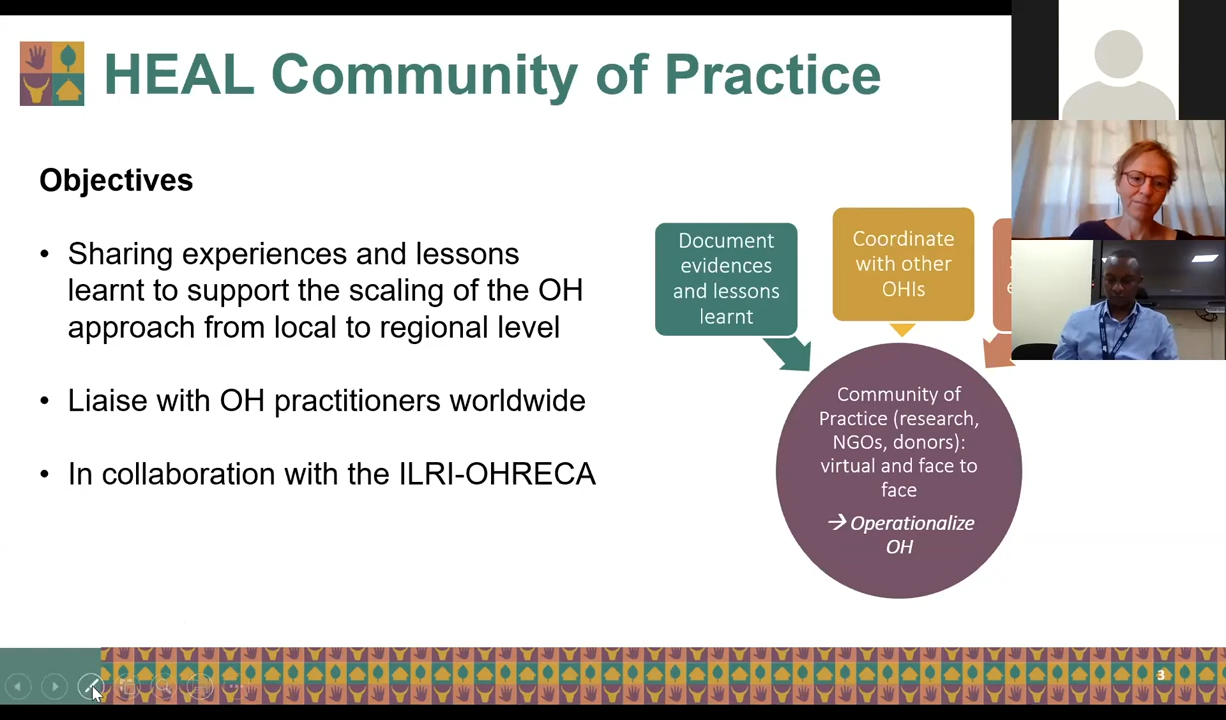 HEAL Community of Practice
Objectives
• Sharing experiences and lessons
learnt to support the scaling of the OH
approach from local to regional level
• Liaise with OH practitioners worldwide
• In collaboration with the ILRI-OHRECA
Document
evidences
and lessons
learnt
Coordinate
with other
OHIs
Community of
Practice (research,
NGOs, donors):
virtual and face to
face
→ Operationalize
OH
3